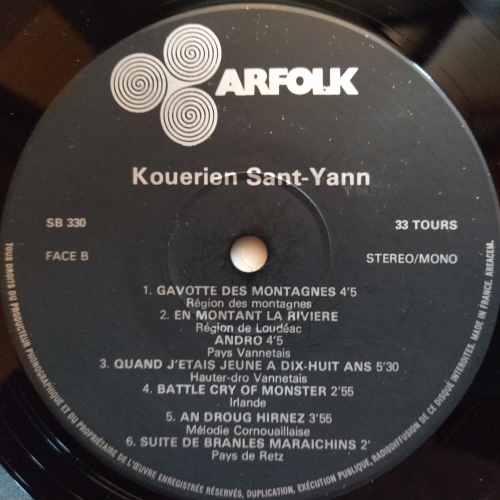 ARFOLK
Kouerien Sant-Yann
SB 330
33 TOURS
FACE B
STEREO/MONO
1. GAVOTTE DES MONTAGNES 4'5
Région des montagnes
2. EN MONTANT LA RIVIERE
Région de Loudéac
ANDRO 4'5
Pays Vannetais
3. QUAND J'ETAIS JEUNE A DIX-HUIT ANS 5'30
Hauter-dro Vannetais
4. BATTLE CRY OF MONSTER 2'55
Irlande
5. AN DROUG HIRNEZ 3'55
Mélodie Cornouaillaise
6. SUITE DE BRANLES MARAICHINS 2'
Pays de Retz
TOUS DROITS DU PRODUCTEUR PHONOGRAPHIQUE ET DU PROPRIÉTAIRE DE L'ŒUVRE ENREGISTRÉE RÉSERVÉS, DUPLICATION, EXÉCUTION PUBLIQUE, RADIODIFFUSION DE CE DISQUE INTERDITES. MADE IN FRANCE. AREACEM.